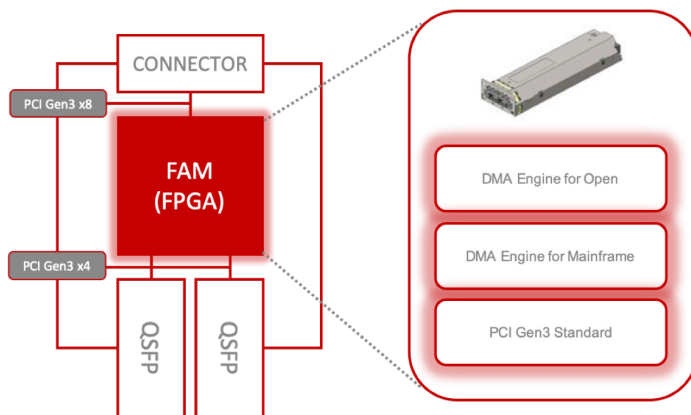 CONNECTOR
PCI Gen3 x8
FAM
(FPGA)
PCI Gen3 x4
QSFP
QSFP
DMA Engine for Open
DMA Engine for Mainframe
PCI Gen3 Standard